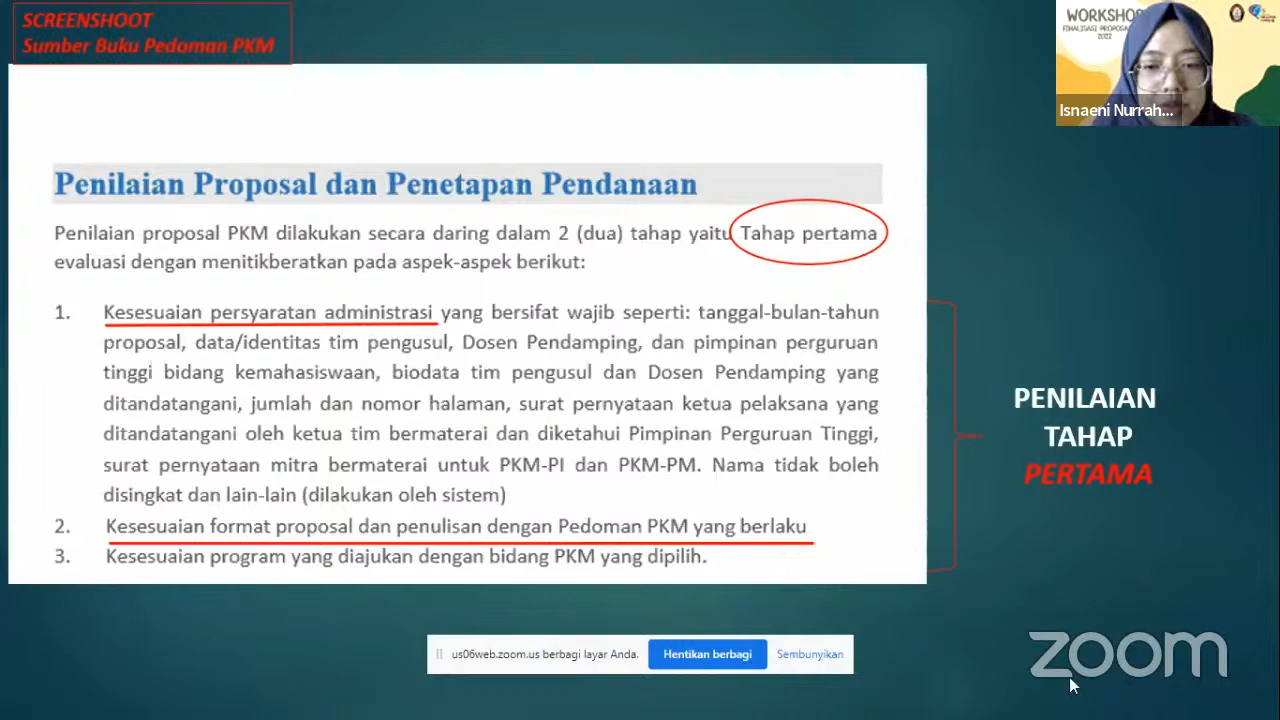 SCREENSHOOT
Sumber Buku Pedoman PKM
WORKSHOP
FINALISASI PROPOSAL
2022
Isnaeni Nurrah...
Penilaian Proposal dan Penetapan Pendanaan
Penilaian proposal PKM dilakukan secara daring dalam 2 (dua) tahap yaitu Tahap pertama
evaluasi dengan menitikberatkan pada aspek-aspek berikut:
1. Kesesuaian persyaratan administrasi yang bersifat wajib seperti: tanggal-bulan-tahun
proposal, data/identitas tim pengusul, Dosen Pendamping, dan pimpinan perguruan
tinggi bidang kemahasiswaan, biodata tim pengusul dan Dosen Pendamping yang
ditandatangani, jumlah dan nomor halaman, surat pernyataan ketua pelaksana yang
ditandatangani oleh ketua tim bermaterai dan diketahui Pimpinan Perguruan Tinggi,
surat pernyataan mitra bermaterai untuk PKM-PI dan PKM-PM. Nama tidak boleh
disingkat dan lain-lain (dilakukan oleh sistem)
2. Kesesuaian format proposal dan penulisan dengan Pedoman PKM yang berlaku
3. Kesesuaian program yang diajukan dengan bidang PKM yang dipilih.
PENILAIAN
TAHAP
PERTAMA
us06web.zoom.us berbagi layar Anda.
Hentikan berbagi
Sembunyikan
zoom